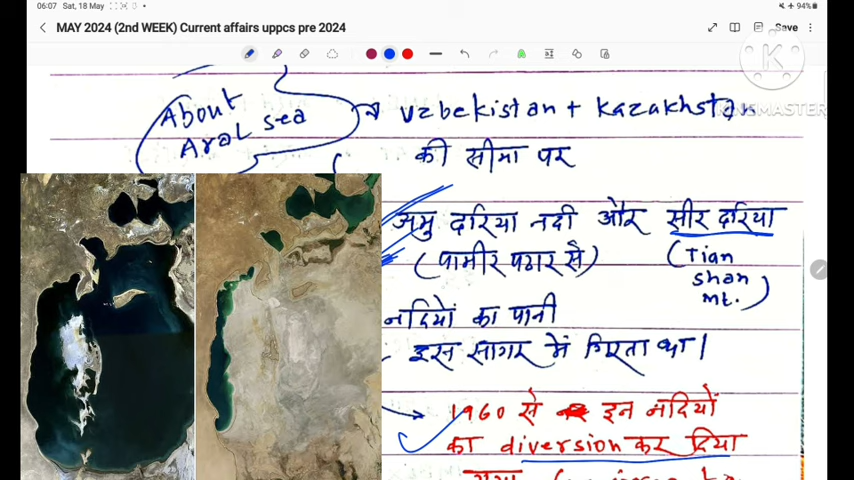 06:07 Sat, 18 May
94%
MAY 2024 (2nd WEEK) Current affairs uppcs pre 2024
Save
KINEMASTER
About
Aral sea
Uzbekistan + Kazakhstan
की सीमा पर
अमु दरिया नदी और सीर दरिया
(पामीर पठार से)
(Tian
shan
mt.)
नदियों का पानी
इस सागर में गिरता था।
1960 से इन नदियों
का diversion कर दिया
गया